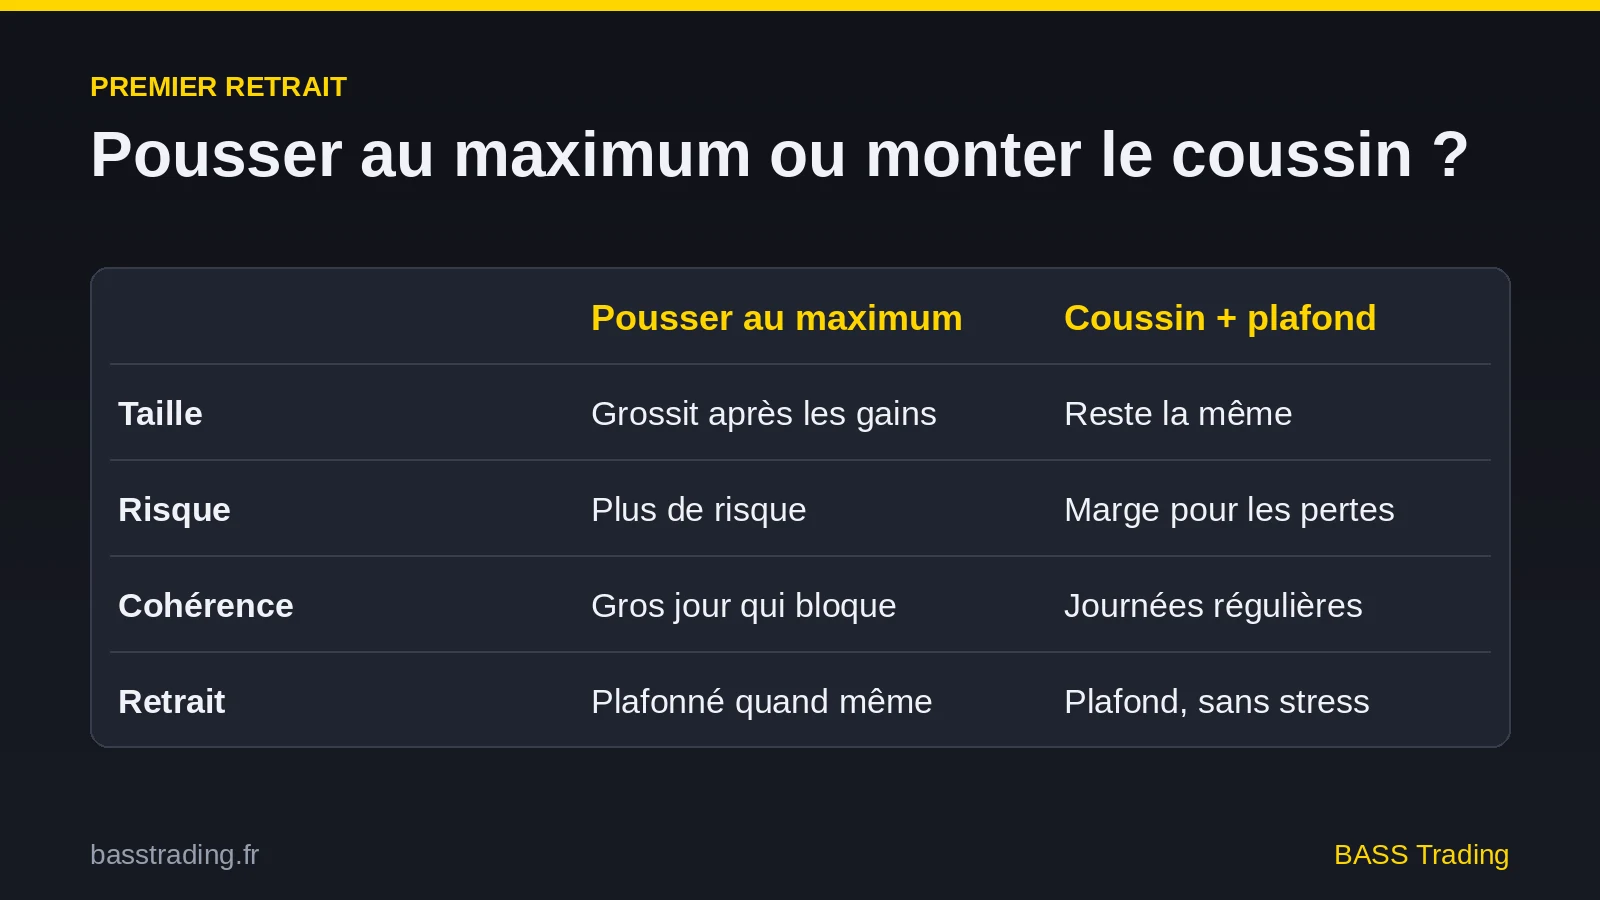 PREMIER RETRAIT
Pousser au maximum ou monter le coussin ?
Pousser au maximum Coussin + plafond
Taille Grossit après les gains Reste la même
Risque Plus de risque Marge pour les pertes
Cohérence Gros jour qui bloque Journées régulières
Retrait Plafonné quand même Plafond, sans stress
basstrading.fr BASS Trading